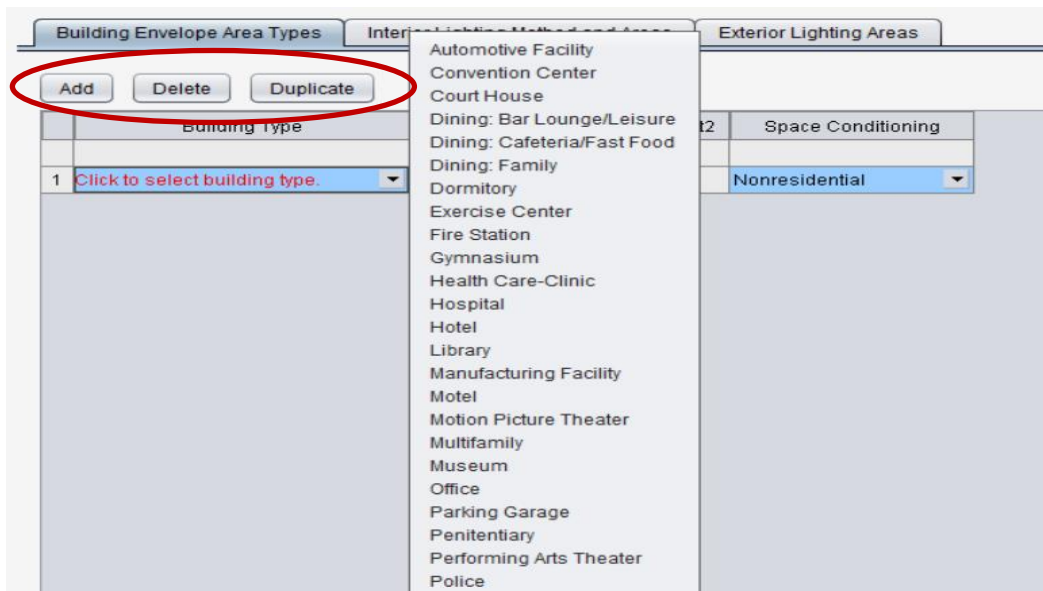 Building Envelope Area Types
Exterior Lighting Areas
Add Delete Duplicate
Building Type
t2
Space Conditioning
1 Click to select building type.
Nonresidential
Automotive Facility
Convention Center
Court House
Dining: Bar Lounge/Leisure
Dining: Cafeteria/Fast Food
Dining: Family
Dormitory
Exercise Center
Fire Station
Gymnasium
Health Care-Clinic
Hospital
Hotel
Library
Manufacturing Facility
Motel
Motion Picture Theater
Multifamily
Museum
Office
Parking Garage
Penitentiary
Performing Arts Theater
Police